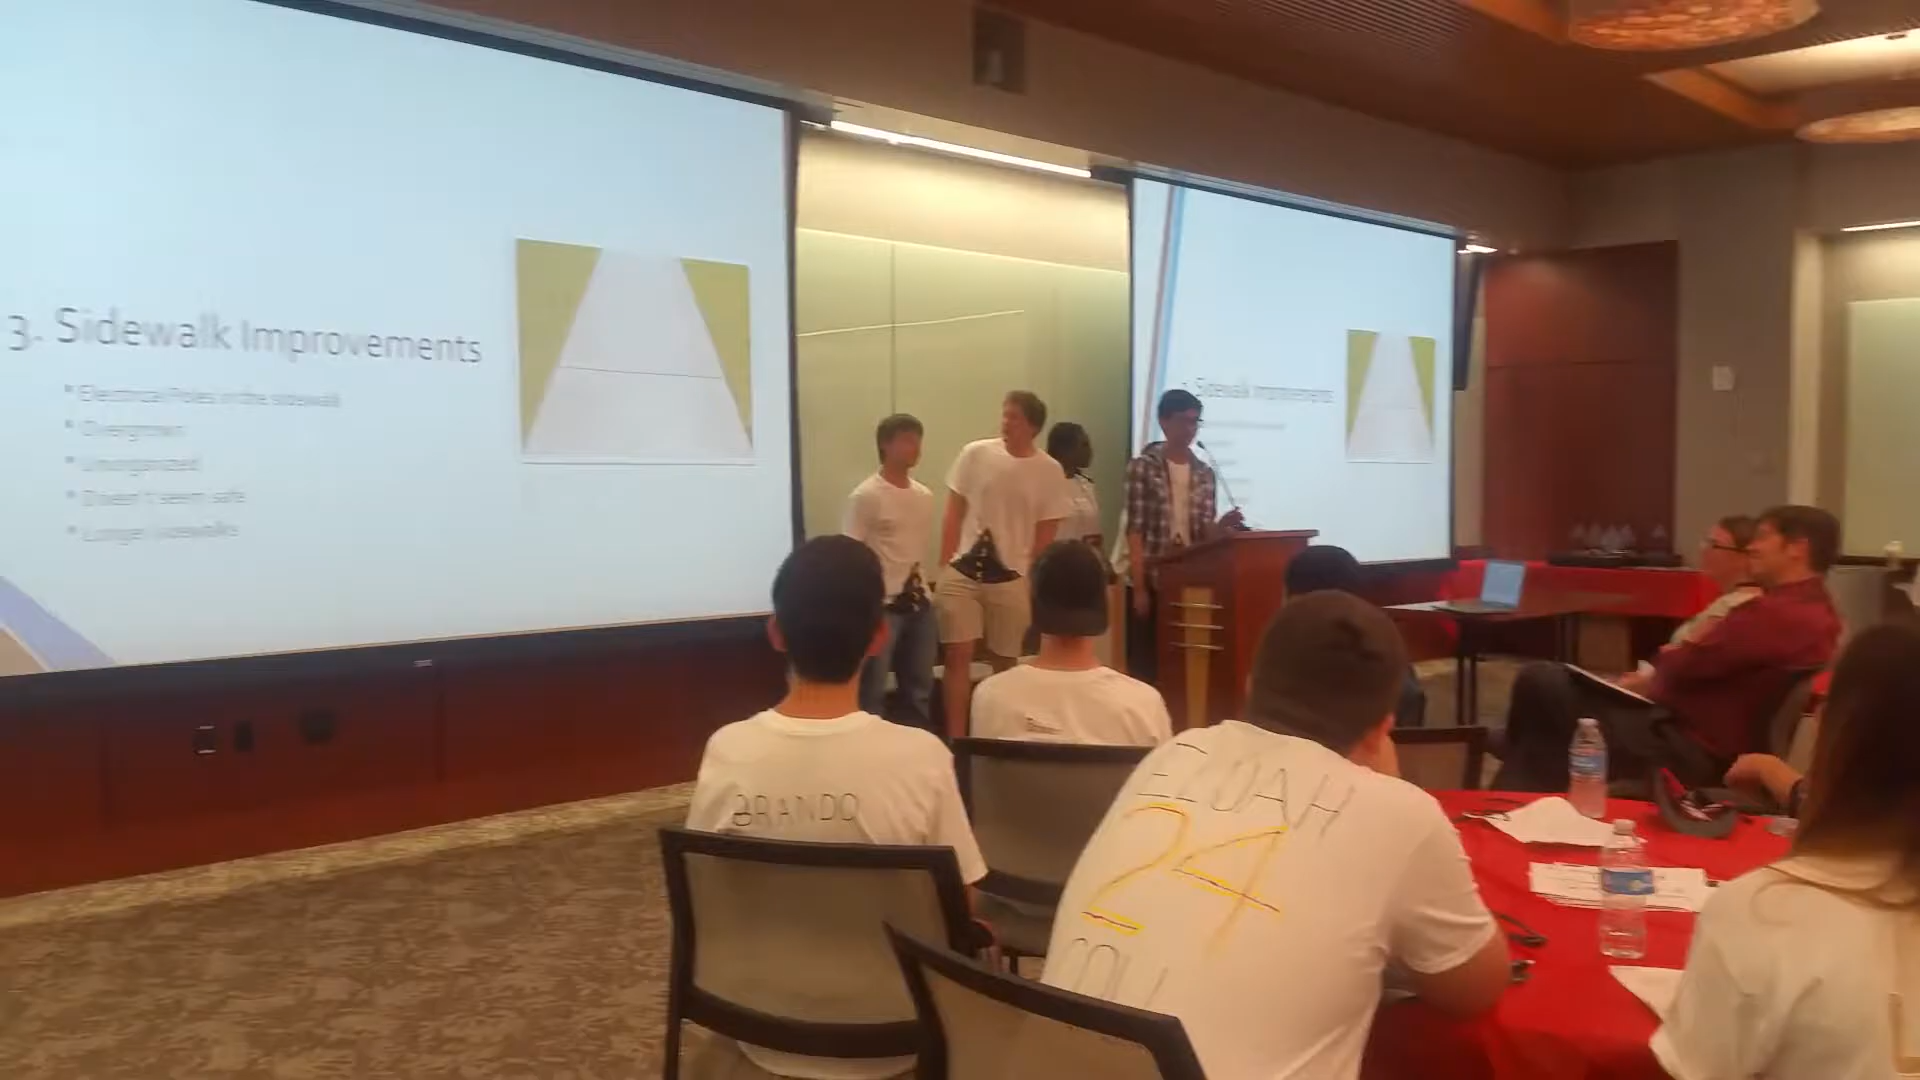 3. Sidewalk Improvements
Electrical Poles in the sidewalk
Overgrown
Unorganized
Doesn't seem safe
Longer sidewalks
Sidewalk Improvements
BRANDO
ELIJAH
24